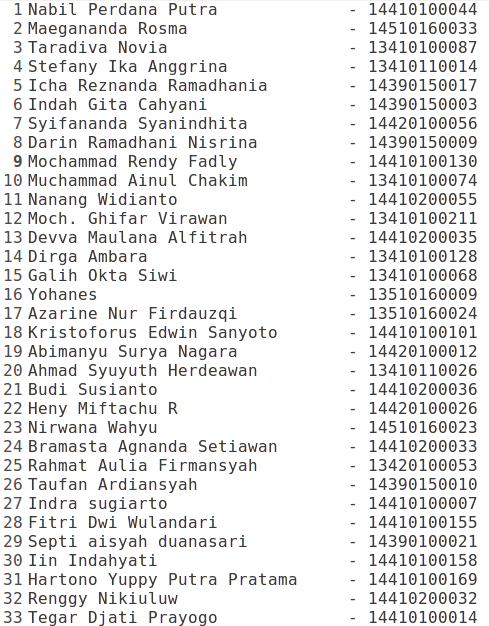 1 Nabil Perdana Putra - 14410100044
2 Maegananda Rosma - 14510160033
3 Taradiva Novia - 13410100087
4 Stefany Ika Anggrina - 13410110014
5 Icha Reznanda Ramadhania - 14390150017
6 Indah Gita Cahyani - 14390150003
7 Syifananda Syanindhita - 14420100056
8 Darin Ramadhani Nisrina - 14390150009
9 Mochammad Rendy Fadly - 14410100130
10 Muchammad Ainul Chakim - 13410100074
11 Nanang Widianto - 14410200055
12 Moch. Ghifar Virawan - 13410100211
13 Devva Maulana Alfitrah - 14410200035
14 Dirga Ambara - 13410100128
15 Galih Okta Siwi - 13410100068
16 Yohanes - 13510160009
17 Azarine Nur Firdauzqi - 13510160024
18 Kristoforus Edwin Sanyoto - 14410100101
19 Abimanyu Surya Nagara - 14420100012
20 Ahmad Syuyuth Herdeawan - 13410110026
21 Budi Susianto - 14410200036
22 Heny Miftachu R - 14420100026
23 Nirwana Wahyu - 14510160023
24 Bramasta Agnanda Setiawan - 14410200033
25 Rahmat Aulia Firmansyah - 13420100053
26 Taufan Ardiansyah - 14390150010
27 Indra sugiarto - 14410100007
28 Fitri Dwi Wulandari - 14410100155
29 Septi aisyah duanasari - 14390100021
30 Iin Indahyati - 14410100158
31 Hartono Yuppy Putra Pratama - 14410100169
32 Renggy Nikiuluw - 14410200032
33 Tegar Djati Prayogo - 14410100014